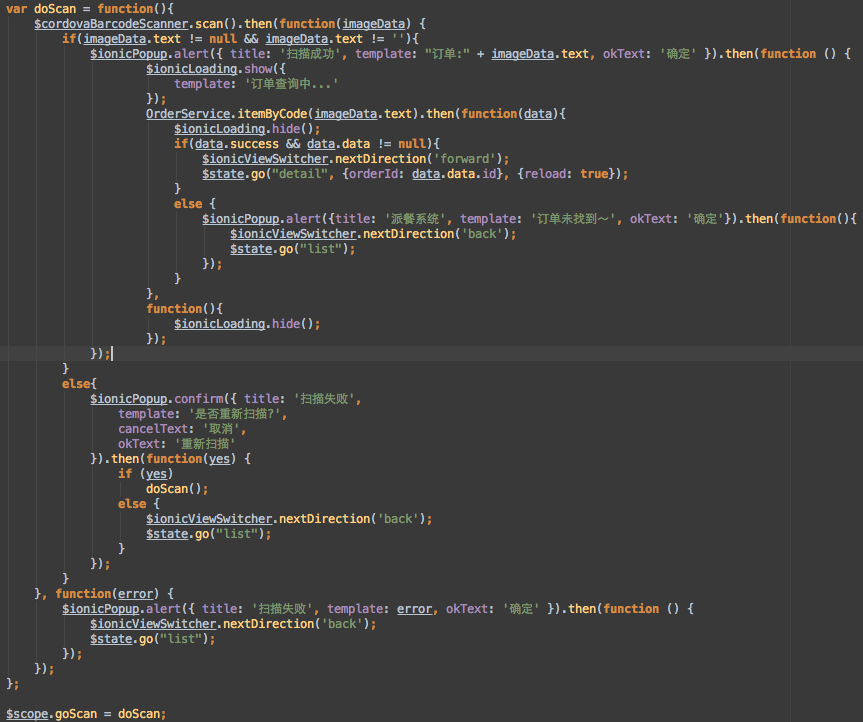 var doScan = function(){
$cordovaBarcodeScanner.scan().then(function(imageData) {
if(imageData.text != null && imageData.text != ''){
$ionicPopup.alert({ title: '扫描成功', template: "订单:" + imageData.text, okText: '确定' }).then(function () {
$ionicLoading.show({
template: '订单查询中...'
});
OrderService.itemByCode(imageData.text).then(function(data){
$ionicLoading.hide();
if(data.success && data.data != null){
$ionicViewSwitcher.nextDirection('forward');
$state.go("detail", {orderId: data.data.id}, {reload: true});
}
else {
$ionicPopup.alert({title: '派餐系统', template: '订单未找到～', okText: '确定'}).then(function(){
$ionicViewSwitcher.nextDirection('back');
$state.go("list");
});
}
},
function(){
$ionicLoading.hide();
});
});
}
else{
$ionicPopup.confirm({ title: '扫描失败',
template: '是否重新扫描?',
cancelText: '取消',
okText: '重新扫描'
}).then(function(yes) {
if (yes)
doScan();
else {
$ionicViewSwitcher.nextDirection('back');
$state.go("list");
}
});
}
}, function(error) {
$ionicPopup.alert({ title: '扫描失败', template: error, okText: '确定' }).then(function () {
$ionicViewSwitcher.nextDirection('back');
$state.go("list");
});
});
};
$scope.goScan = doScan;